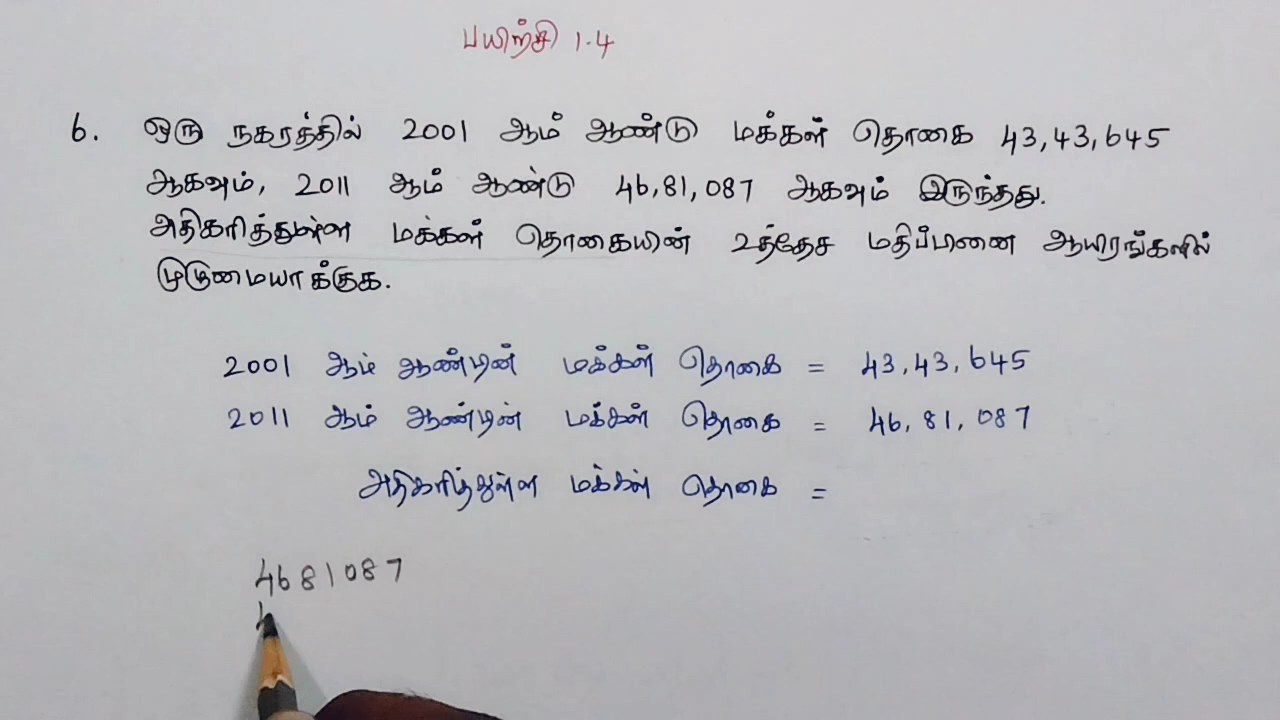 பயிற்சி 1.4
6. ஒரு நகரத்தில் 2001 ஆம் ஆண்டு மக்கள் தொகை 43,43,645
ஆகவும், 2011 ஆம் ஆண்டு 46,81,087 ஆகவும் இருந்தது.
அதிகரித்துள்ள மக்கள் தொகையின் உத்தேச மதிப்பினை ஆயிரங்களில்
முழுமையாக்குக.
2001 ஆம் ஆண்டின் மக்கள் தொகை = 43,43,645
2011 ஆம் ஆண்டின் மக்கள் தொகை = 46,81,087
அதிகரித்துள்ள மக்கள் தொகை =
4681087